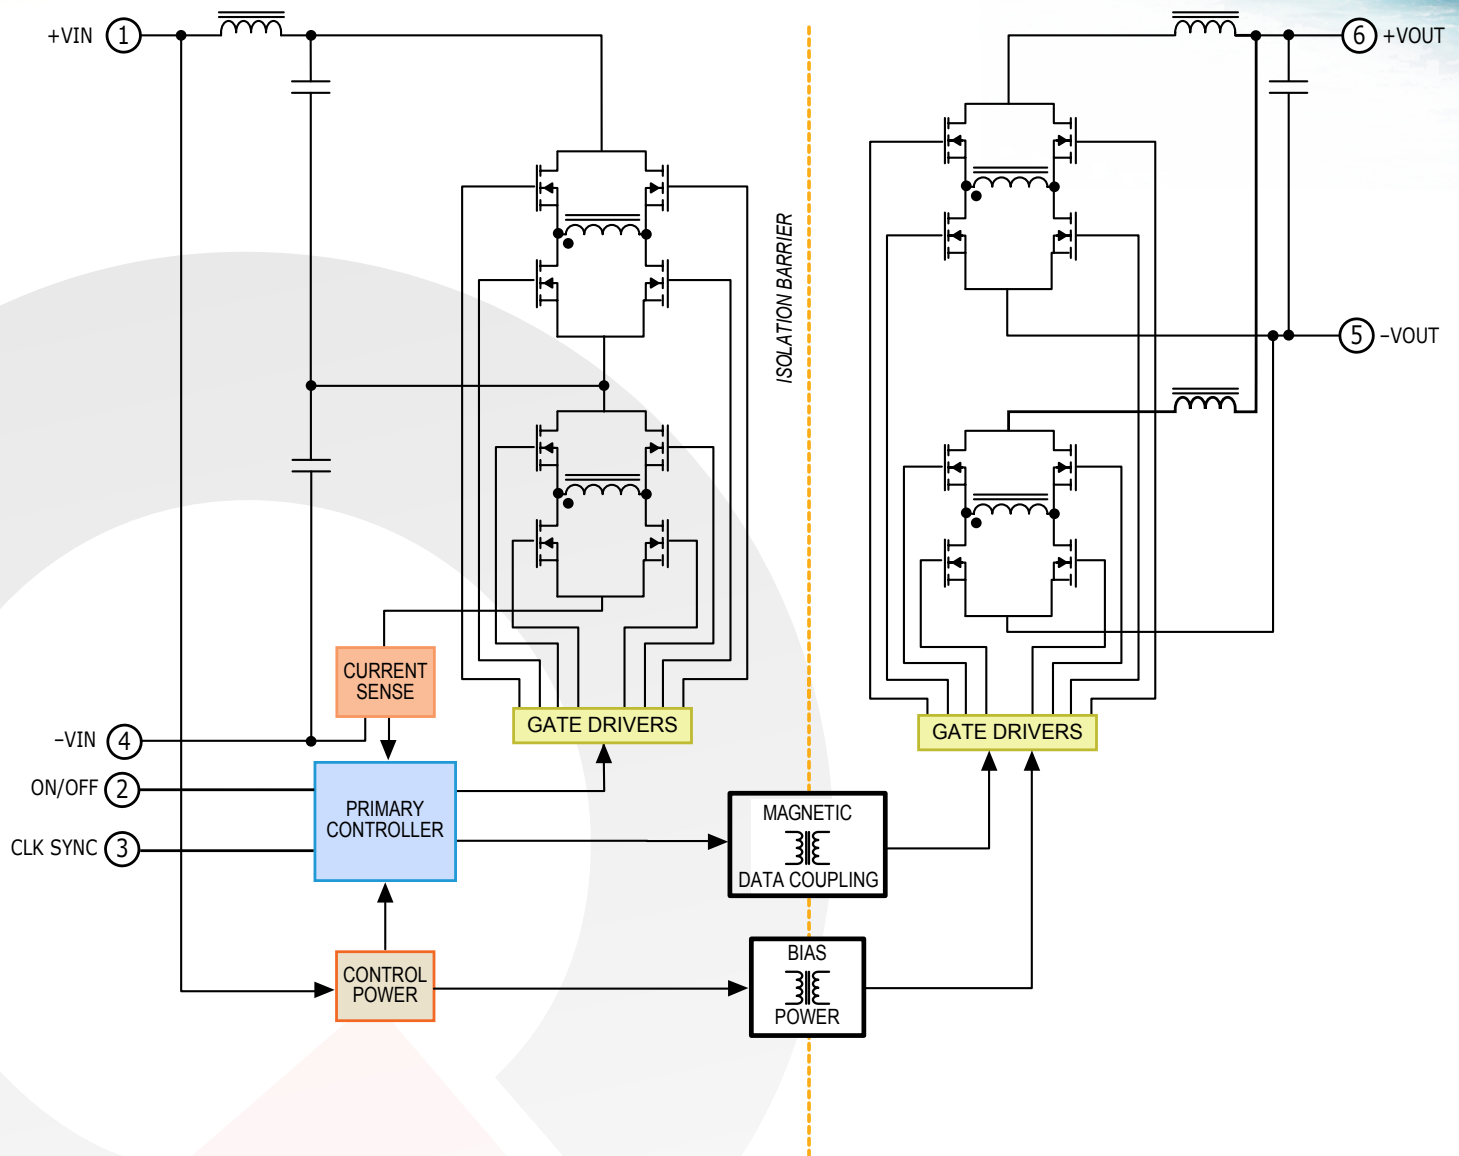 +VIN 1
6 +VOUT
ISOLATION BARRIER
5 –VOUT
CURRENT
SENSE
GATE DRIVERS
GATE DRIVERS
–VIN 4
ON/OFF 2
CLK SYNC 3
PRIMARY
CONTROLLER
MAGNETIC
DATA COUPLING
CONTROL
POWER
BIAS
POWER